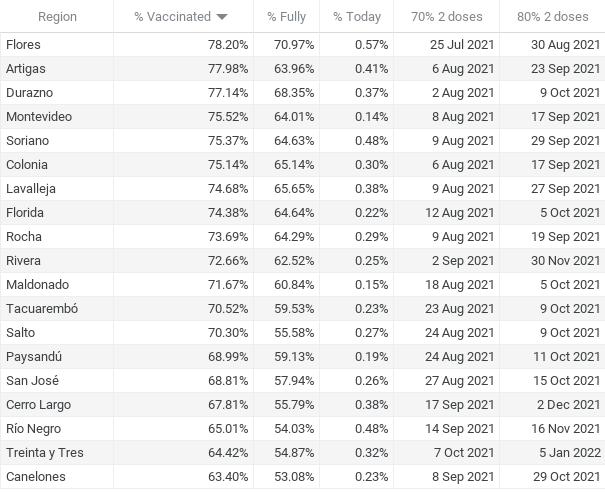 Region % Vaccinated % Fully % Today 70% 2 doses 80% 2 doses
Flores 78.20% 70.97% 0.57% 25 Jul 2021 30 Aug 2021
Artigas 77.98% 63.96% 0.41% 6 Aug 2021 23 Sep 2021
Durazno 77.14% 68.35% 0.37% 2 Aug 2021 9 Oct 2021
Montevideo 75.52% 64.01% 0.14% 8 Aug 2021 17 Sep 2021
Soriano 75.37% 64.63% 0.48% 9 Aug 2021 29 Sep 2021
Colonia 75.14% 65.14% 0.30% 6 Aug 2021 17 Sep 2021
Lavalleja 74.68% 65.65% 0.38% 9 Aug 2021 27 Sep 2021
Florida 74.38% 64.64% 0.22% 12 Aug 2021 5 Oct 2021
Rocha 73.69% 64.29% 0.29% 9 Aug 2021 19 Sep 2021
Rivera 72.66% 62.52% 0.25% 2 Sep 2021 30 Nov 2021
Maldonado 71.67% 60.84% 0.15% 18 Aug 2021 5 Oct 2021
Tacuarembó 70.52% 59.53% 0.23% 23 Aug 2021 9 Oct 2021
Salto 70.30% 55.58% 0.27% 24 Aug 2021 9 Oct 2021
Paysandú 68.99% 59.13% 0.19% 24 Aug 2021 11 Oct 2021
San José 68.81% 57.94% 0.26% 27 Aug 2021 15 Oct 2021
Cerro Largo 67.81% 55.79% 0.38% 17 Sep 2021 2 Dec 2021
Río Negro 65.01% 54.03% 0.48% 14 Sep 2021 16 Nov 2021
Treinta y Tres 64.42% 54.87% 0.32% 7 Oct 2021 5 Jan 2022
Canelones 63.40% 53.08% 0.23% 8 Sep 2021 29 Oct 2021